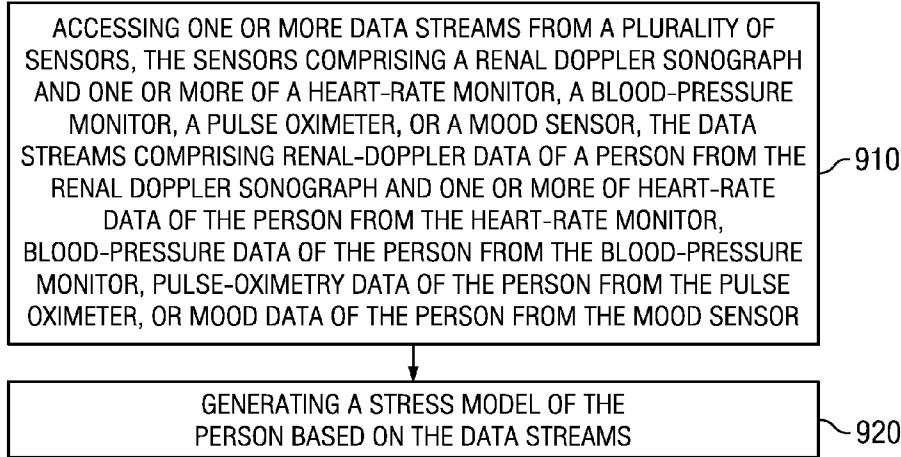 ACCESSING ONE OR MORE DATA STREAMS FROM A PLURALITY OF
SENSORS, THE SENSORS COMPRISING A RENAL DOPPLER SONOGRAPH
AND ONE OR MORE OF A HEART-RATE MONITOR, A BLOOD-PRESSURE
MONITOR, A PULSE OXIMETER, OR A MOOD SENSOR, THE DATA
STREAMS COMPRISING RENAL-DOPPLER DATA OF A PERSON FROM THE
RENAL DOPPLER SONOGRAPH AND ONE OR MORE OF HEART-RATE
DATA OF THE PERSON FROM THE HEART-RATE MONITOR,
BLOOD-PRESSURE DATA OF THE PERSON FROM THE BLOOD-PRESSURE
MONITOR, PULSE-OXIMETRY DATA OF THE PERSON FROM THE PULSE
OXIMETER, OR MOOD DATA OF THE PERSON FROM THE MOOD SENSOR
910
GENERATING A STRESS MODEL OF THE
PERSON BASED ON THE DATA STREAMS
920